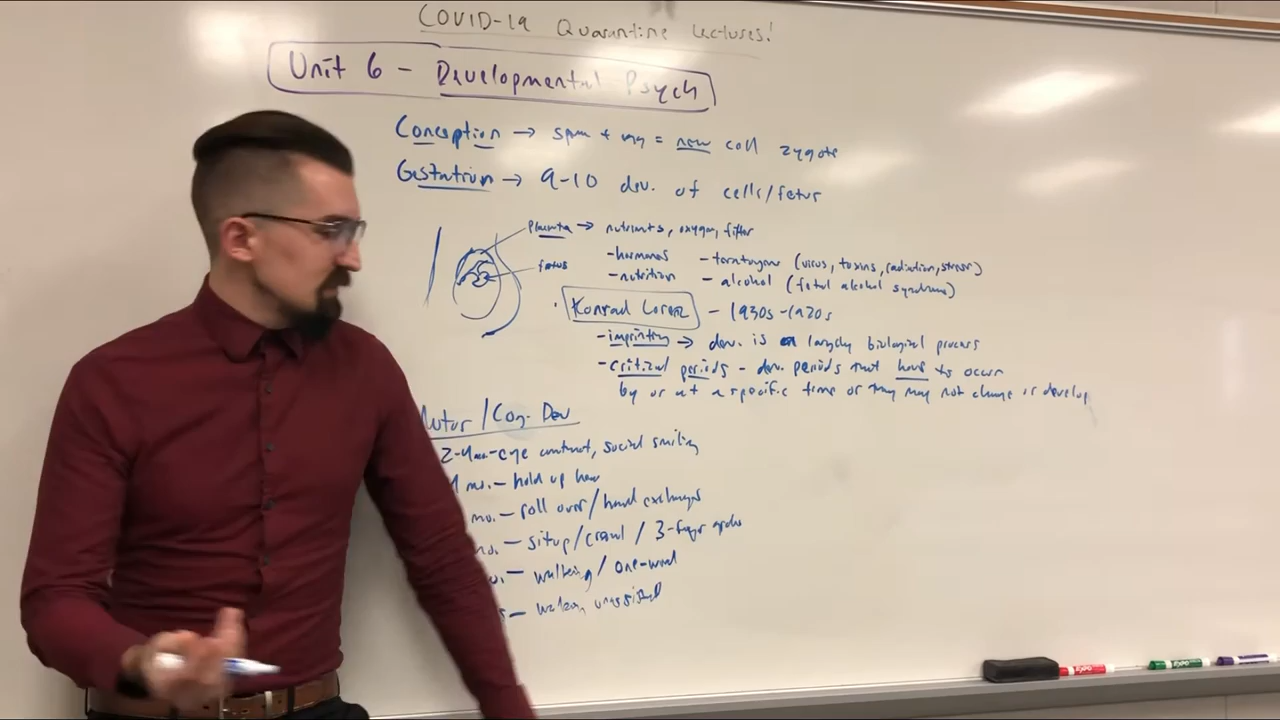 COVID-19 Quarantine Lectures!
Unit 6 - Developmental Psych
Conception → sperm + egg = new cell zygote
Gestation → 9-10 dev. of cells/fetus
placenta → nutrients, oxygen, filter
fetus
-hormones - teratogens (virus, toxins, radiation, stress)
-nutrition - alcohol (fetal alcohol syndrome)
Konrad Lorenz - 1930s-1970s
-imprinting → dev. is largely biological process
-critical periods - dev. periods that have to occur
by or at a specific time or they may not change or develop
Motor/Cog. Dev
2-4mo-eye contact, social smiling
mo. - hold up
mo. - roll over/hand exchanges
mo. - situp/crawl/3-finger
- walking/one-word
- walking unassisted
EXPO
EXPO
EXPO